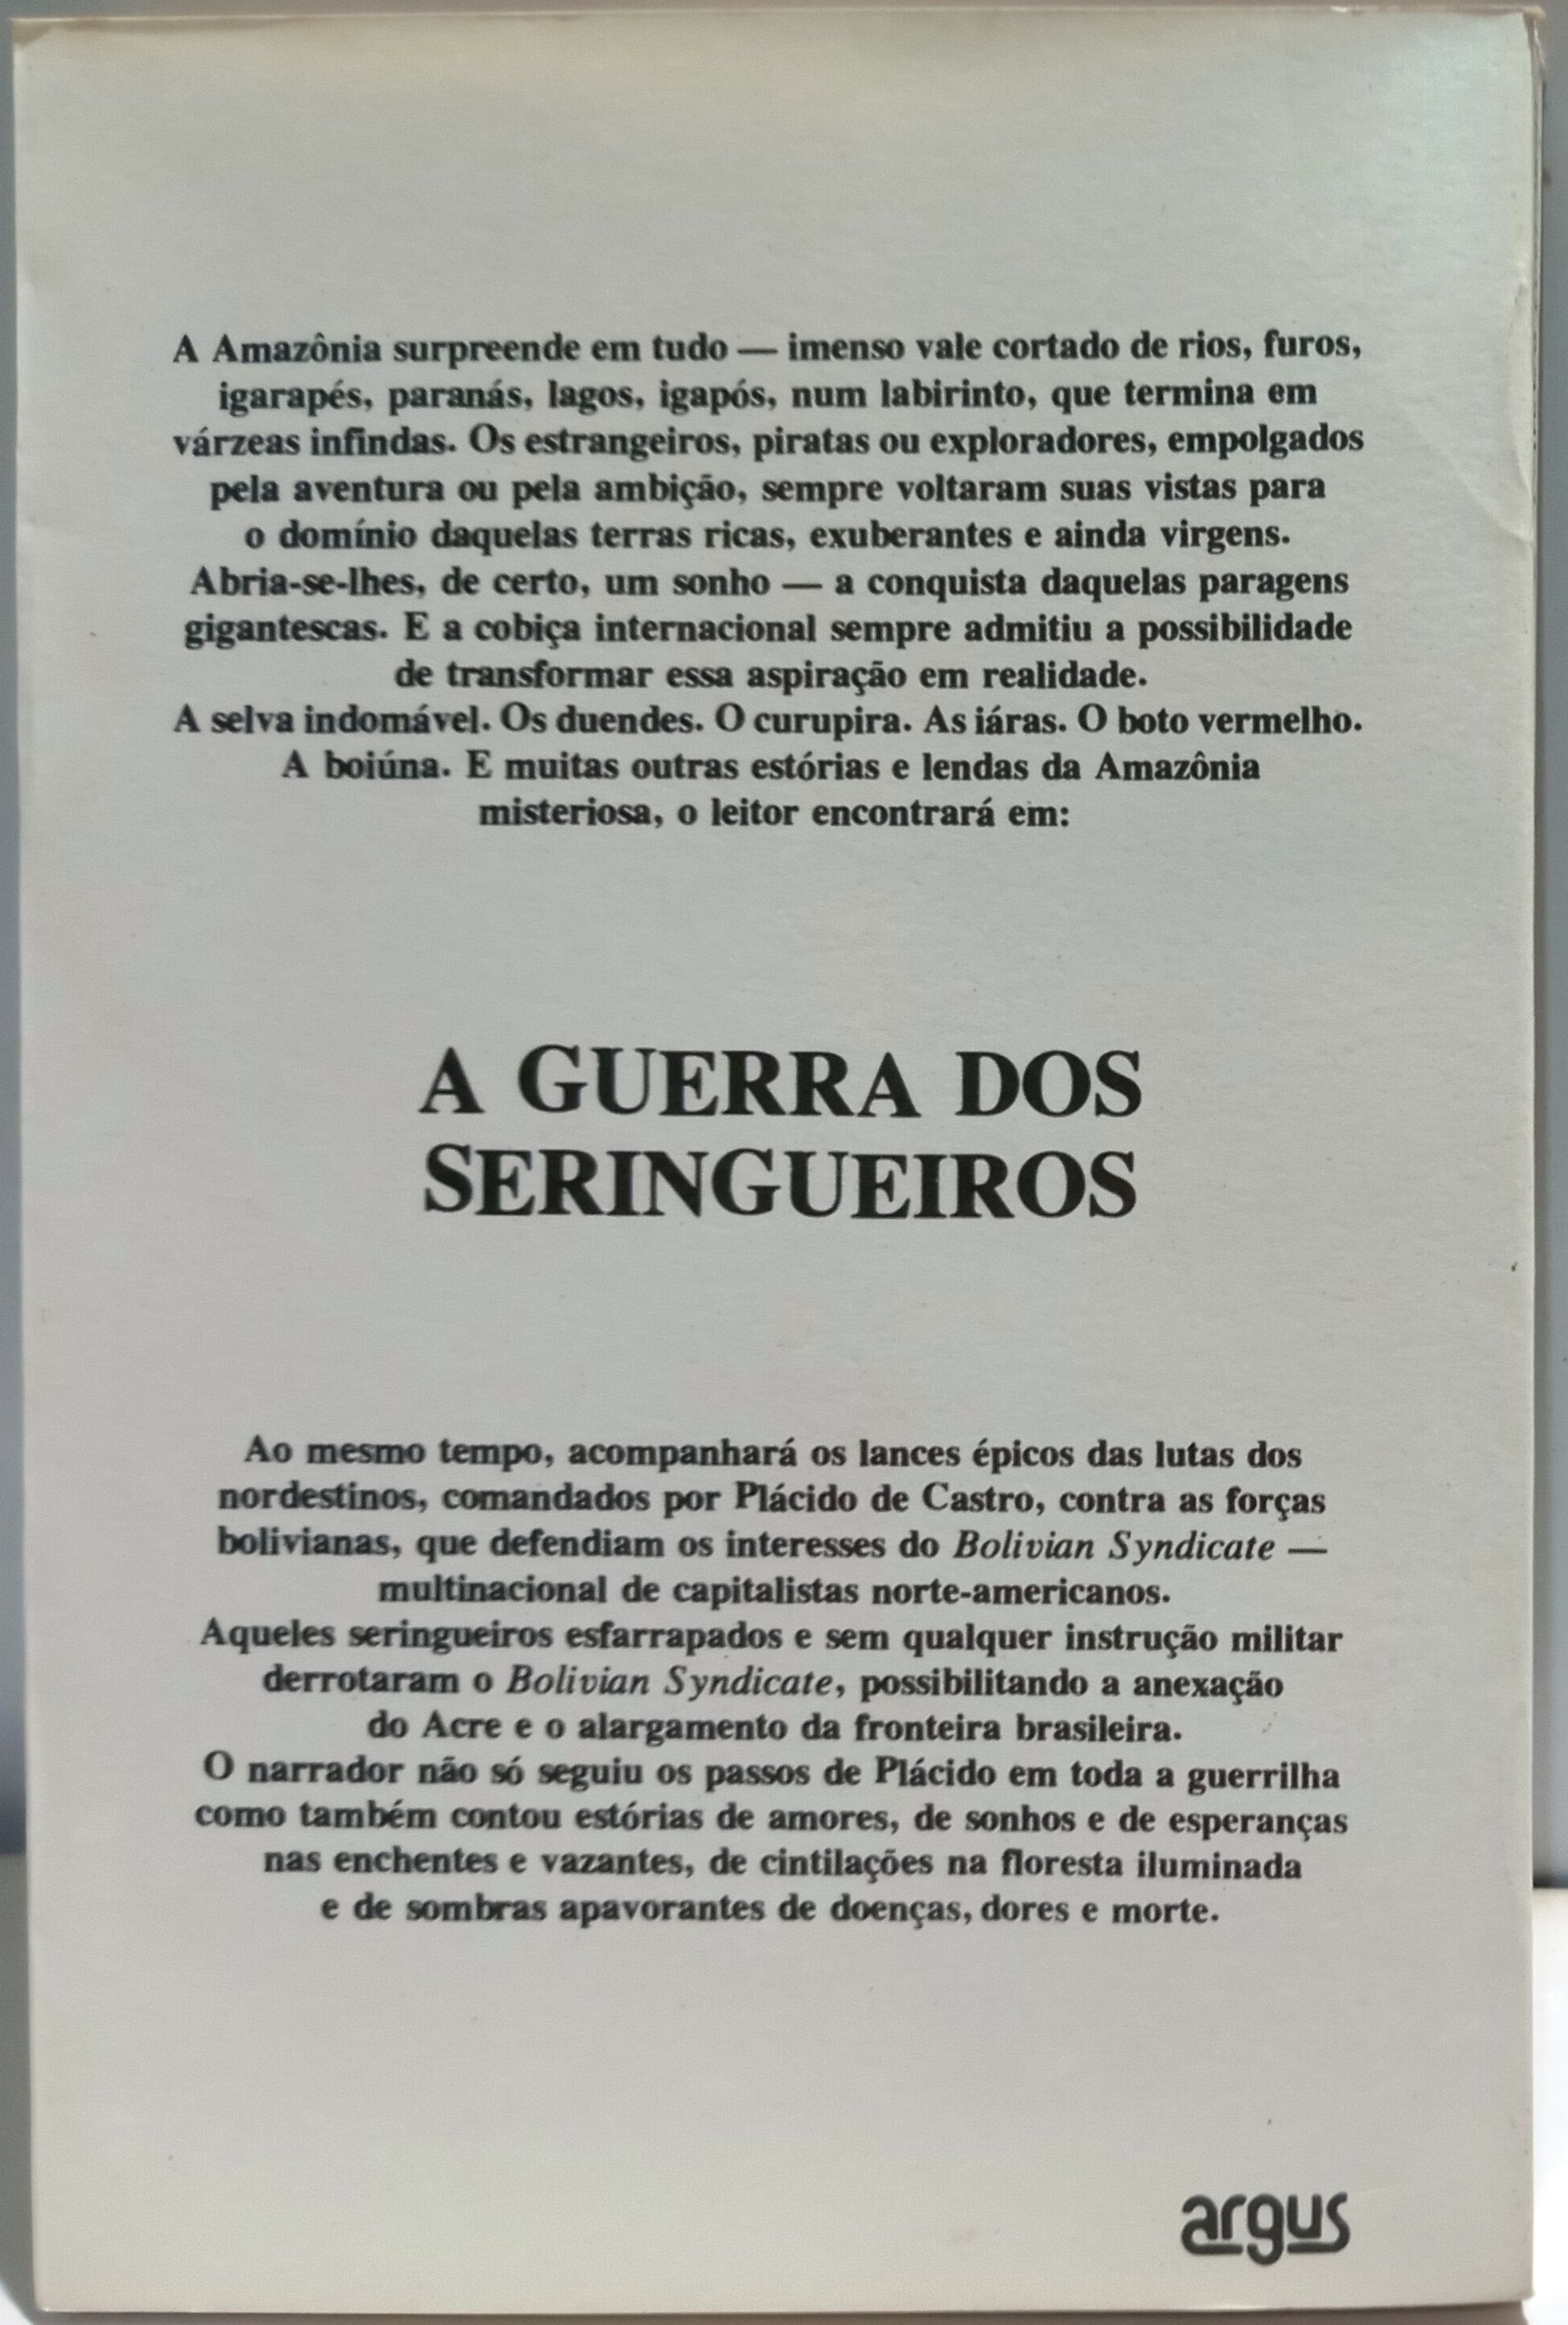 A Amazônia surpreende em tudo — imenso vale cortado de rios, furos,
igarapés, paranás, lagos, igapós, num labirinto, que termina em
várzeas infindas. Os estrangeiros, piratas ou exploradores, empolgados
pela aventura ou pela ambição, sempre voltaram suas vistas para
o domínio daquelas terras ricas, exuberantes e ainda virgens.
Abria-se-lhes, de certo, um sonho — a conquista daquelas paragens
gigantescas. E a cobiça internacional sempre admitiu a possibilidade
de transformar essa aspiração em realidade.
A selva indomável. Os duendes. O curupira. As iáras. O boto vermelho.
A boiúna. E muitas outras estórias e lendas da Amazônia
misteriosa, o leitor encontrará em:
A GUERRA DOS
SERINGUEIROS
Ao mesmo tempo, acompanhará os lances épicos das lutas dos
nordestinos, comandados por Plácido de Castro, contra as forças
bolivianas, que defendiam os interesses do Bolivian Syndicate —
multinacional de capitalistas norte-americanos.
Aqueles seringueiros esfarrapados e sem qualquer instrução militar
derrotaram o Bolivian Syndicate, possibilitando a anexação
do Acre e o alargamento da fronteira brasileira.
O narrador não só seguiu os passos de Plácido em toda a guerrilha
como também contou estórias de amores, de sonhos e de esperanças
nas enchentes e vazantes, de cintilações na floresta iluminada
e de sombras apavorantes de doenças, dores e morte.
argus